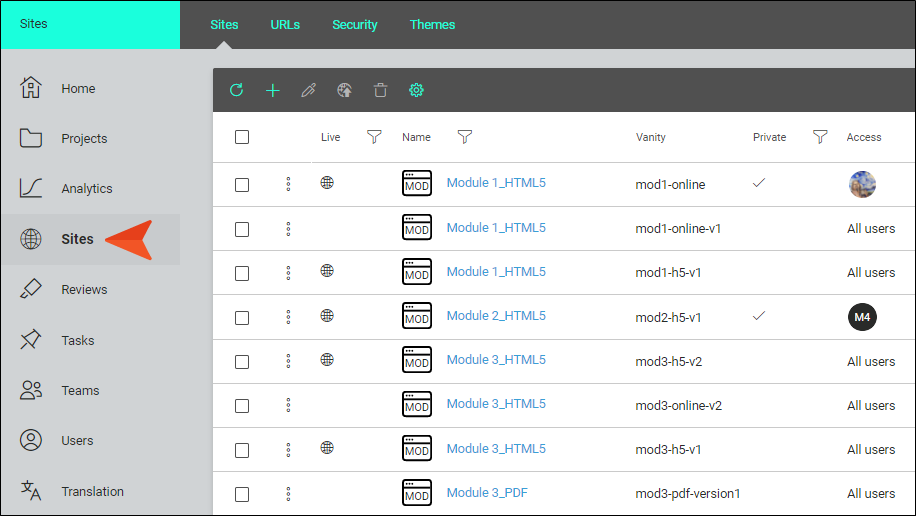 Sites
Sites URLs Security Themes
Home
Projects
Analytics
Sites
Reviews
Tasks
Teams
Users
Translation
Live Name Vanity Private Access
MOD Module 1_HTML5 mod1-online
MOD Module 1_HTML5 mod1-online-v1 All users
MOD Module 1_HTML5 mod1-h5-v1 All users
MOD Module 2_HTML5 mod2-h5-v1 M4
MOD Module 3_HTML5 mod3-h5-v2 All users
MOD Module 3_HTML5 mod3-online-v2 All users
MOD Module 3_HTML5 mod3-h5-v1 All users
MOD Module 3_PDF mod3-pdf-version1 All users